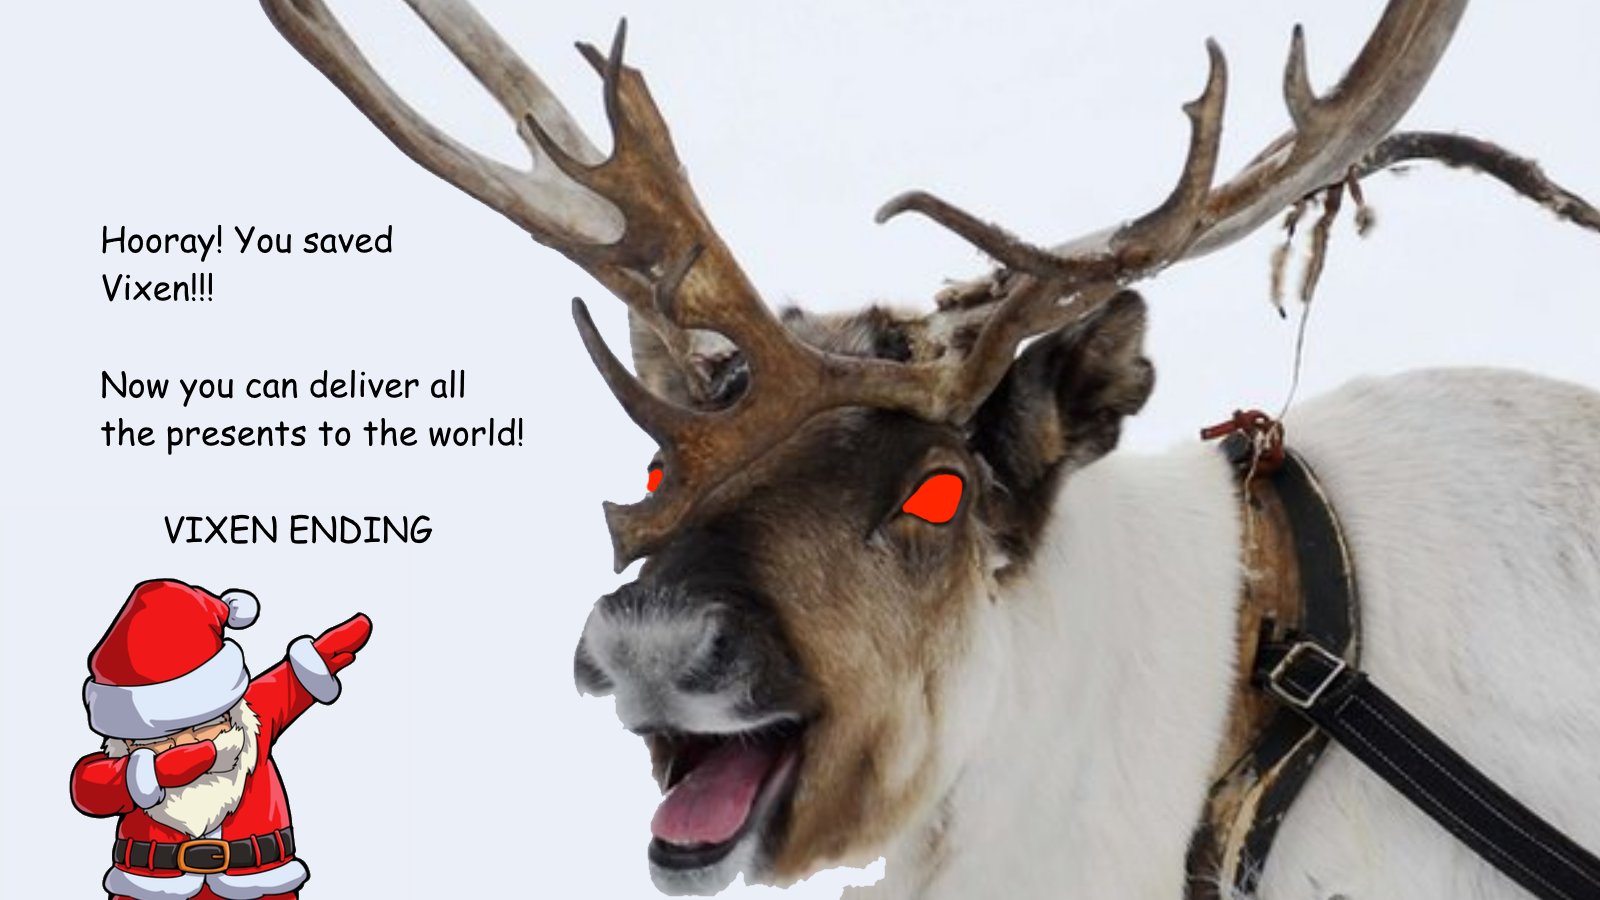 Hooray! You saved
Vixen!!!
Now you can deliver all
the presents to the world!
VIXEN ENDING